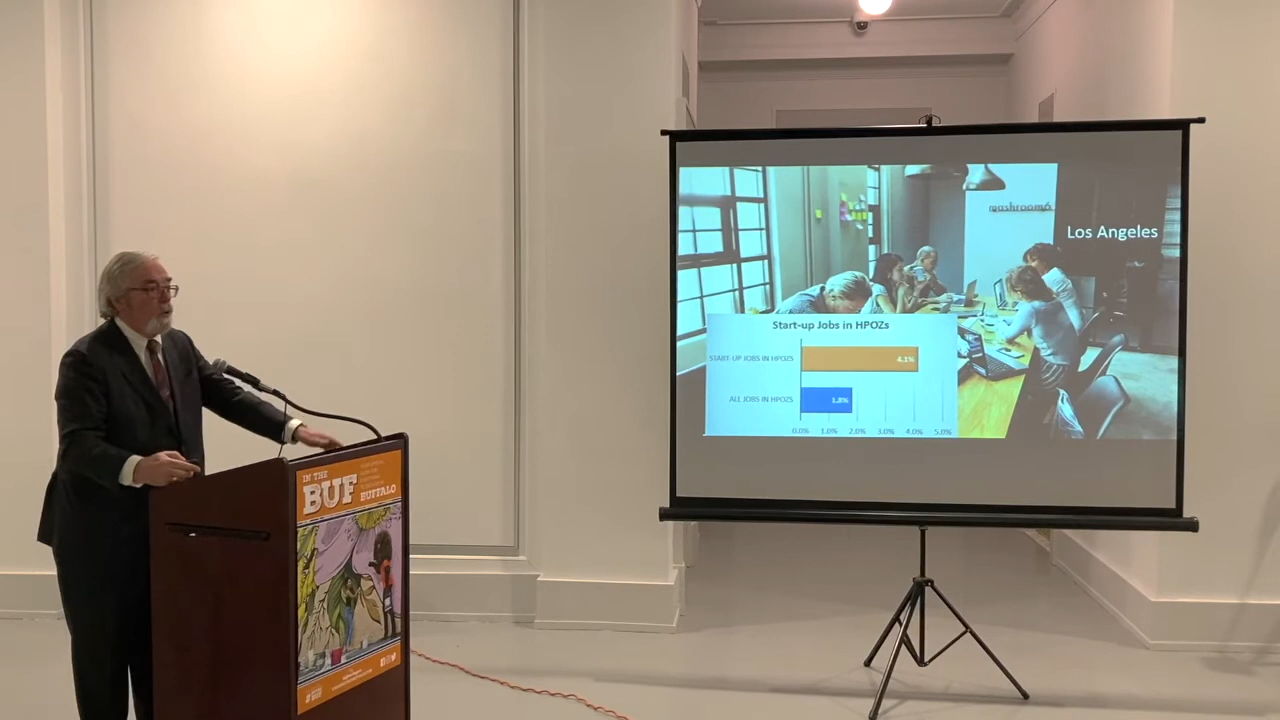 Los Angeles
mashroom6
Start-up Jobs in HPOZs
START-UP JOBS IN HPOZS
4.1%
ALL JOBS IN HPOZS
1.8%
0.0% 1.0% 2.0% 3.0% 4.0% 5.0%
IN THE
BUF
BUFFALO